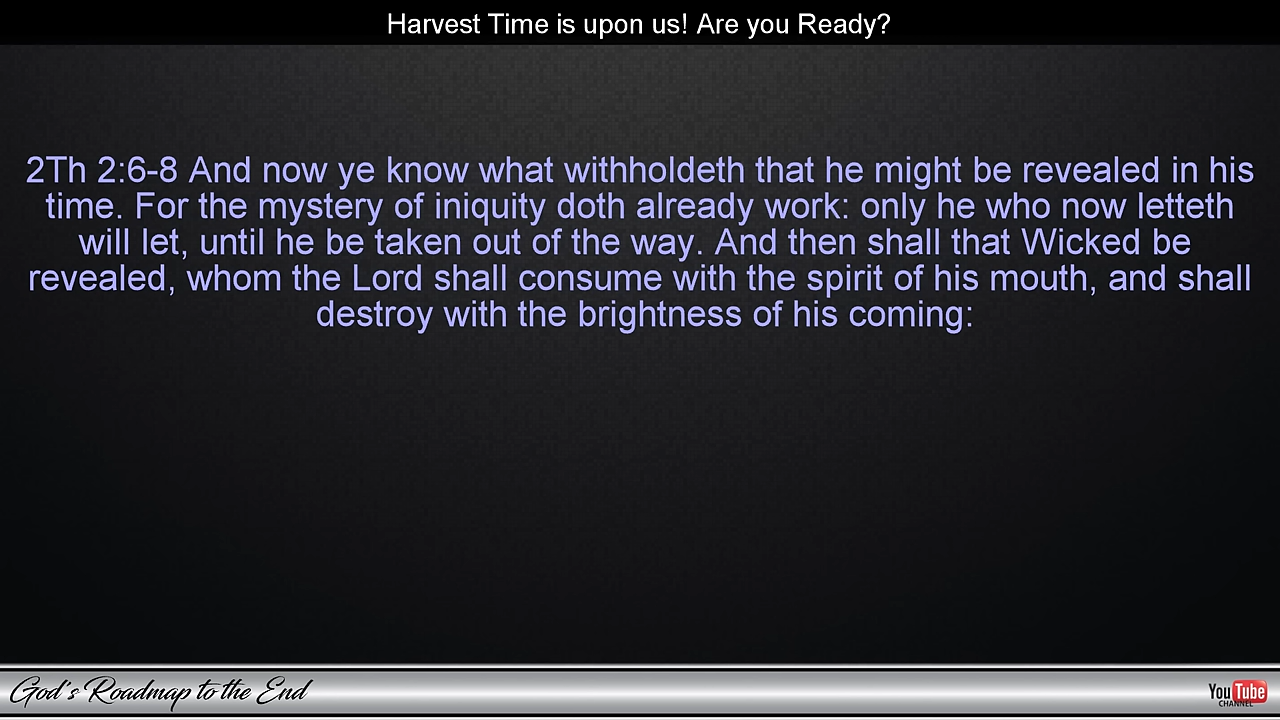 Harvest Time is upon us! Are you Ready?
2Th 2:6-8 And now ye know what withholdeth that he might be revealed in his
time. For the mystery of iniquity doth already work: only he who now letteth
will let, until he be taken out of the way. And then shall that Wicked be
revealed, whom the Lord shall consume with the spirit of his mouth, and shall
destroy with the brightness of his coming:
God's Roadmap to the End
YouTube
CHANNEL